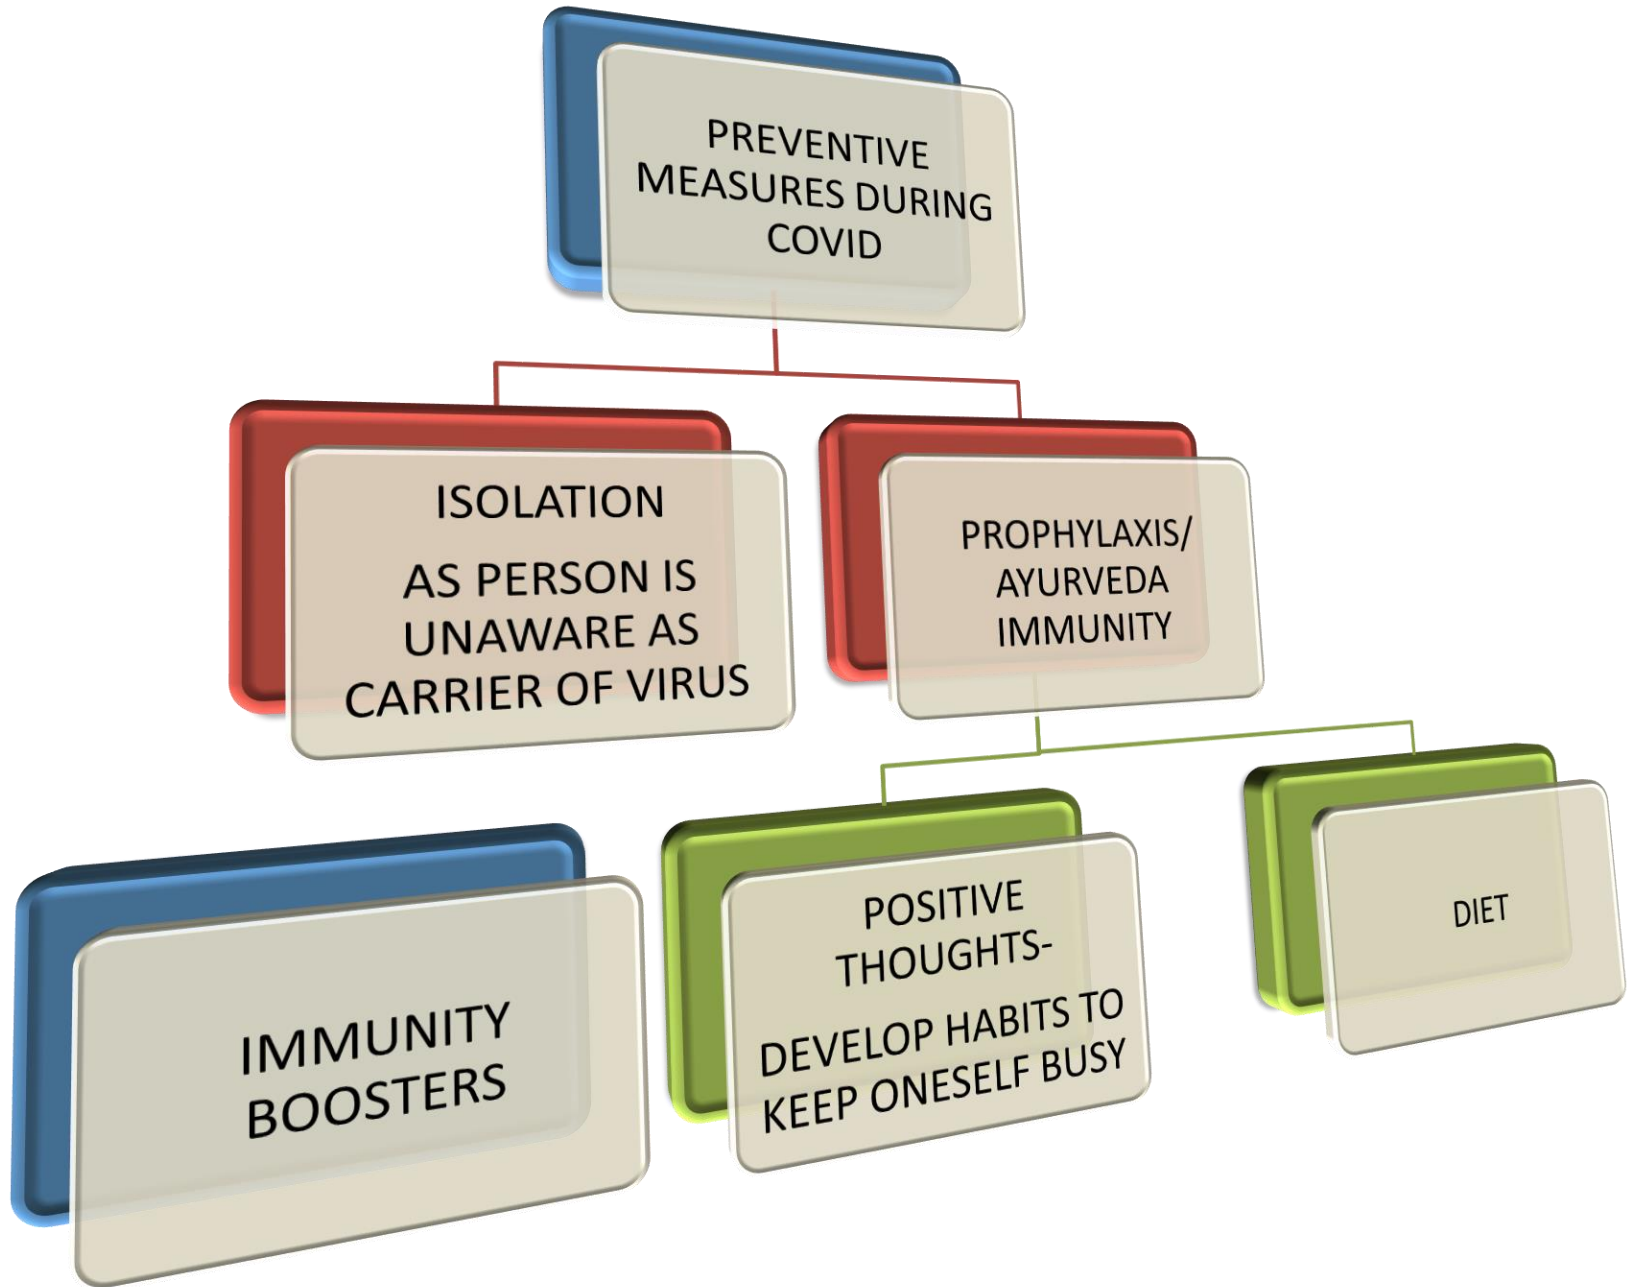 PREVENTIVE
MEASURES DURING
COVID
ISOLATION
AS PERSON IS
UNAWARE AS
CARRIER OF VIRUS
PROPHYLAXIS/
AYURVEDA
IMMUNITY
IMMUNITY
BOOSTERS
POSITIVE
THOUGHTS-
DEVELOP HABITS TO
KEEP ONESELF BUSY
DIET